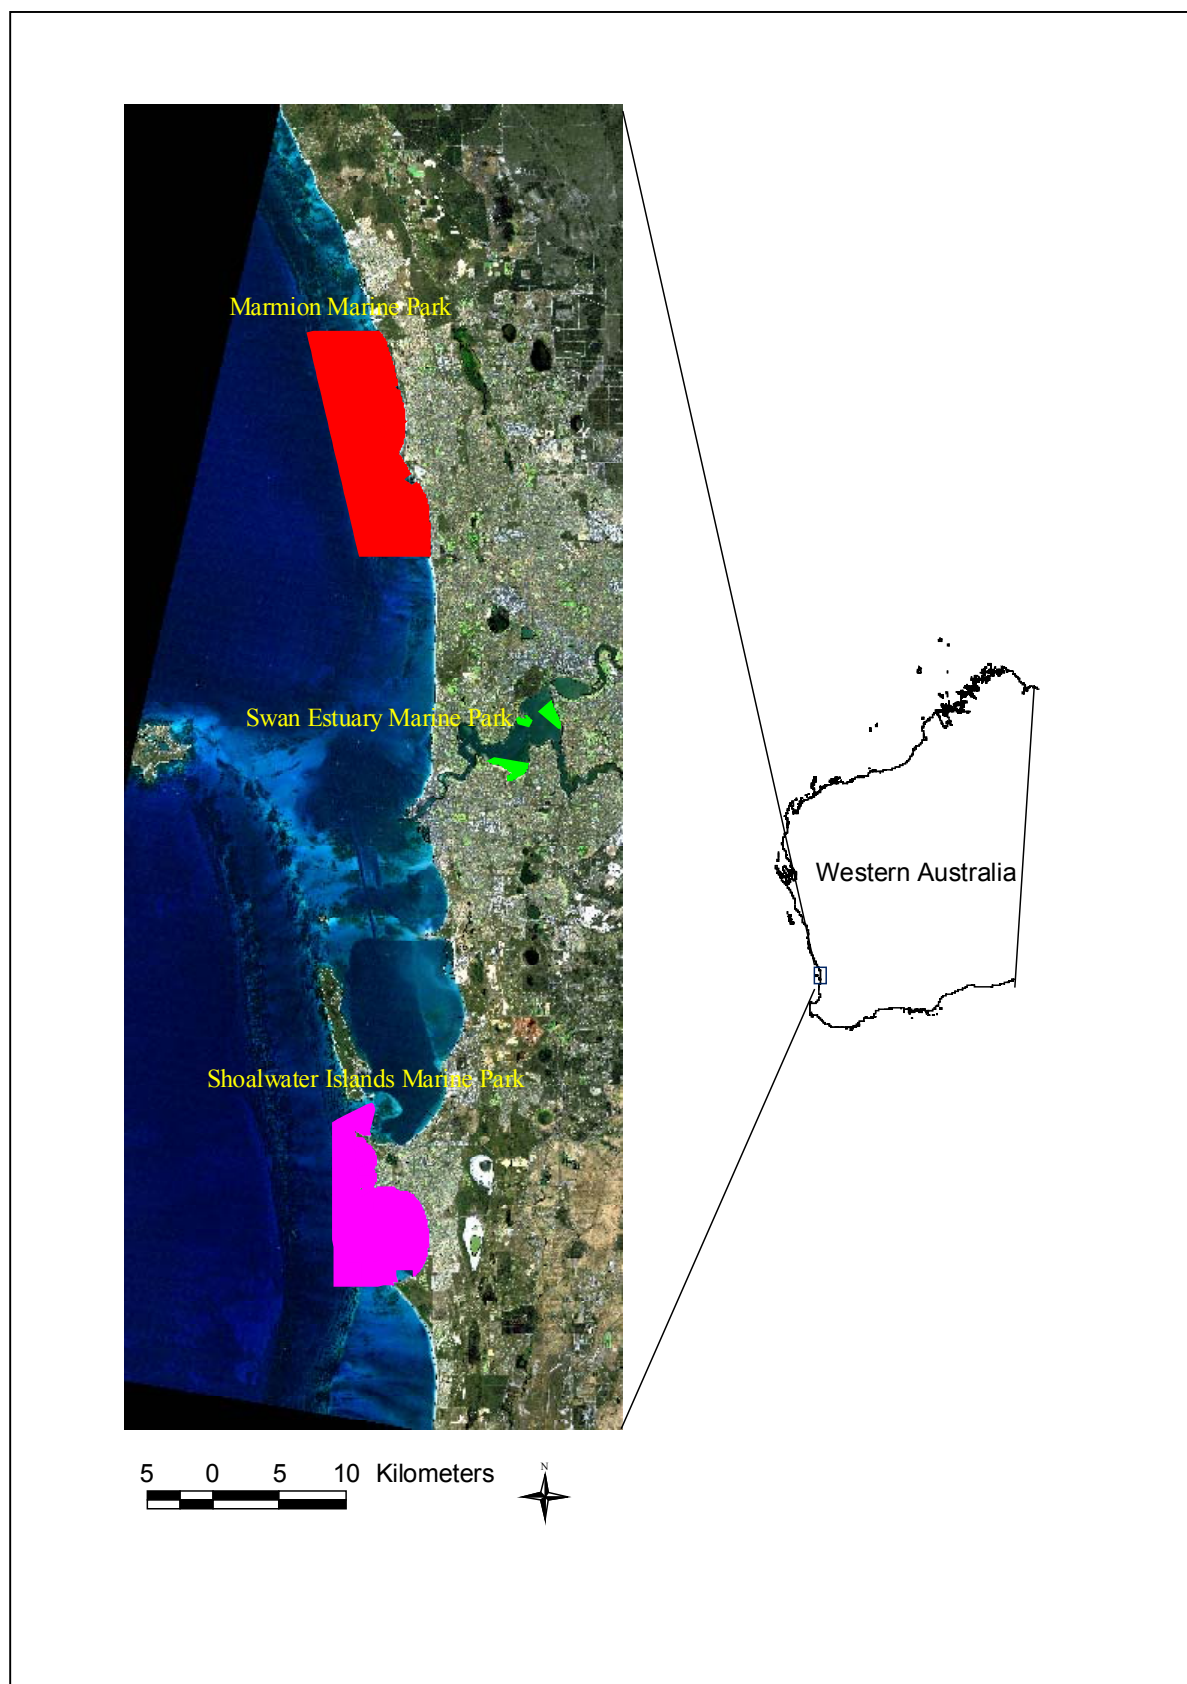 Marmion Marine Park
Swan Estuary Marine Park
Western Australia
Shoalwater Islands Marine Park
5 0 5 10 Kilometers
N